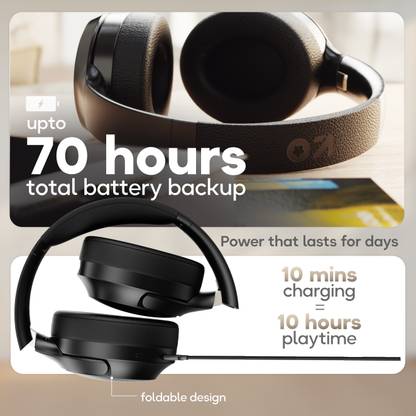 upto
70 hours
total battery backup
Power that lasts for days
10 mins
charging
=
10 hours
playtime
foldable design